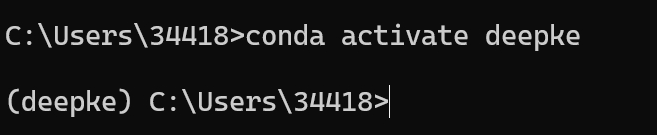 C:\Users\34418>conda activate deepke
(deepke) C:\Users\34418>